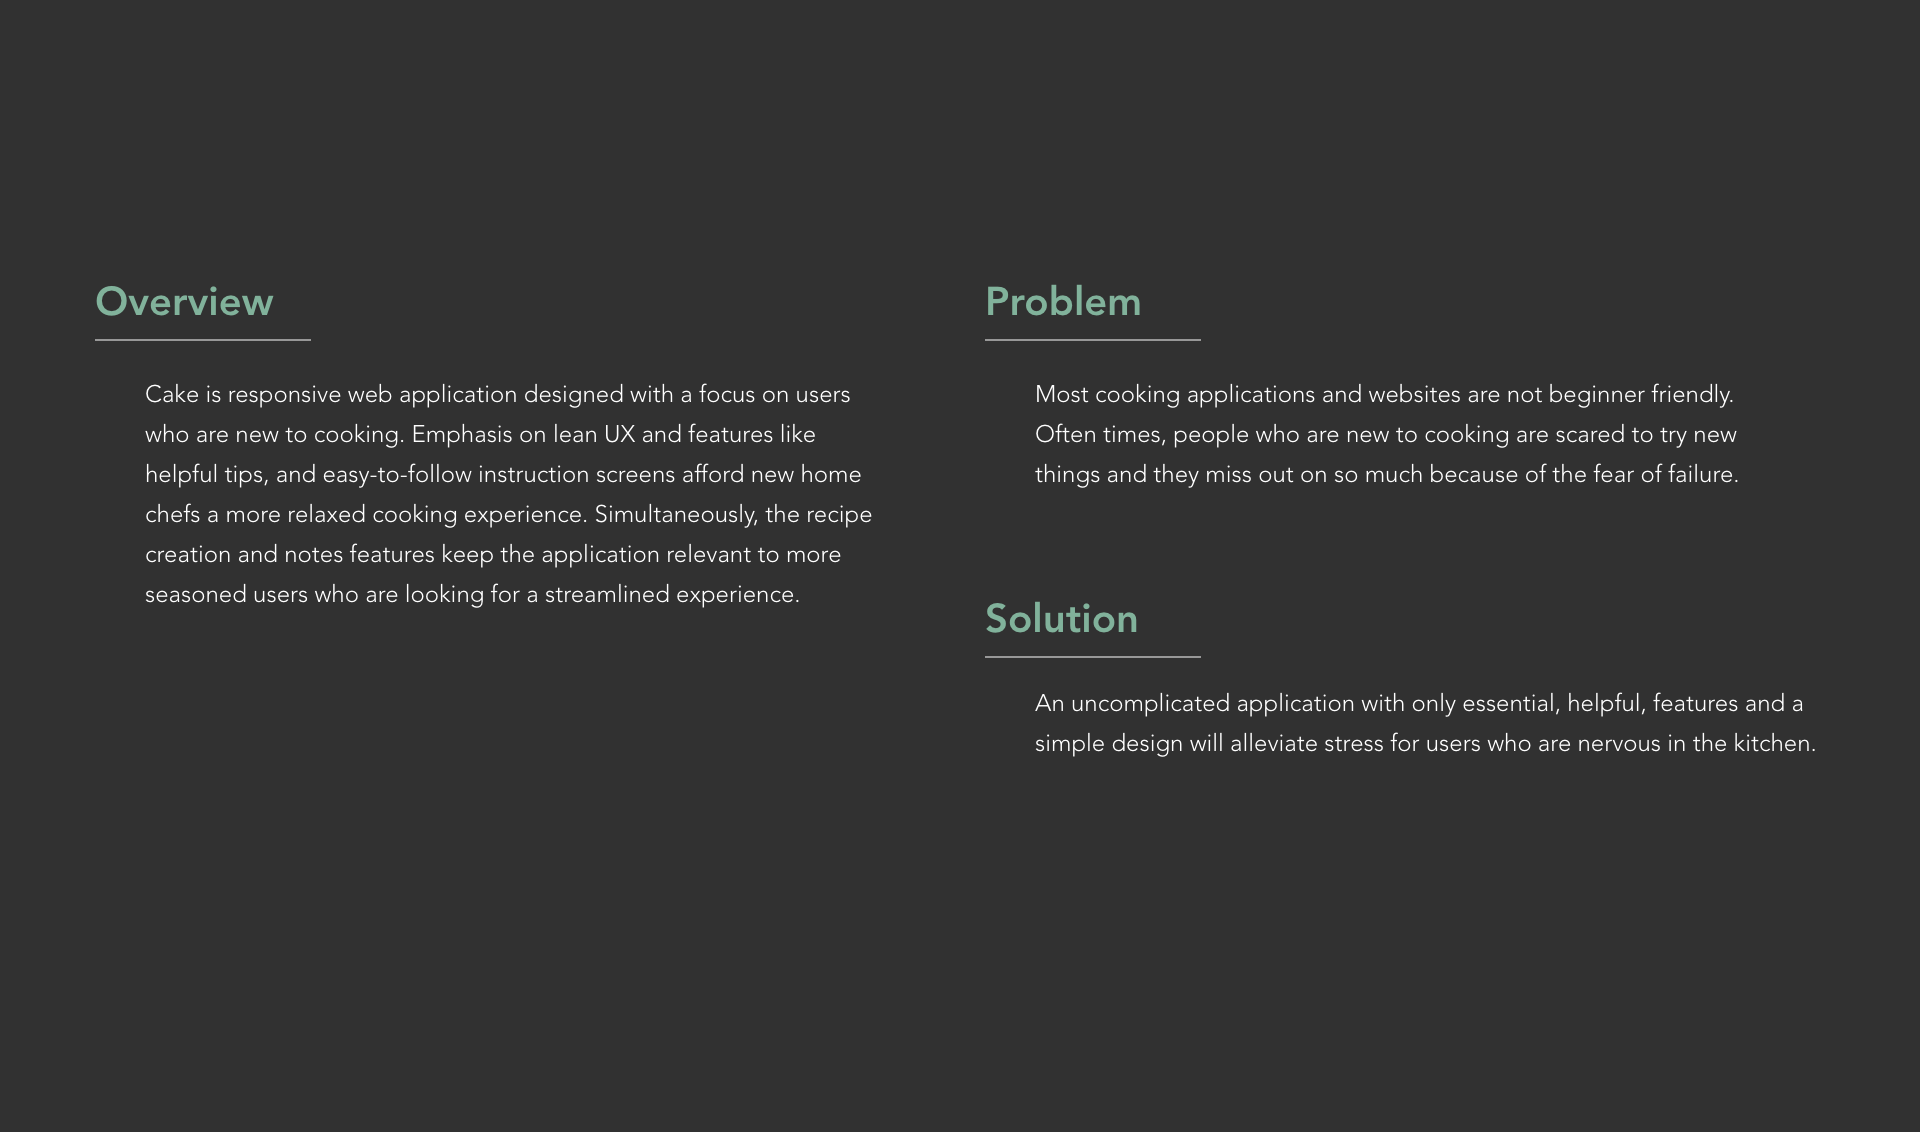 Overview
Cake is responsive web application designed with a focus on users
who are new to cooking. Emphasis on lean UX and features like
helpful tips, and easy-to-follow instruction screens afford new home
chefs a more relaxed cooking experience. Simultaneously, the recipe
creation and notes features keep the application relevant to more
seasoned users who are looking for a streamlined experience.
Problem
Most cooking applications and websites are not beginner friendly.
Often times, people who are new to cooking are scared to try new
things and they miss out on so much because of the fear of failure.
Solution
An uncomplicated application with only essential, helpful, features and a
simple design will alleviate stress for users who are nervous in the kitchen.